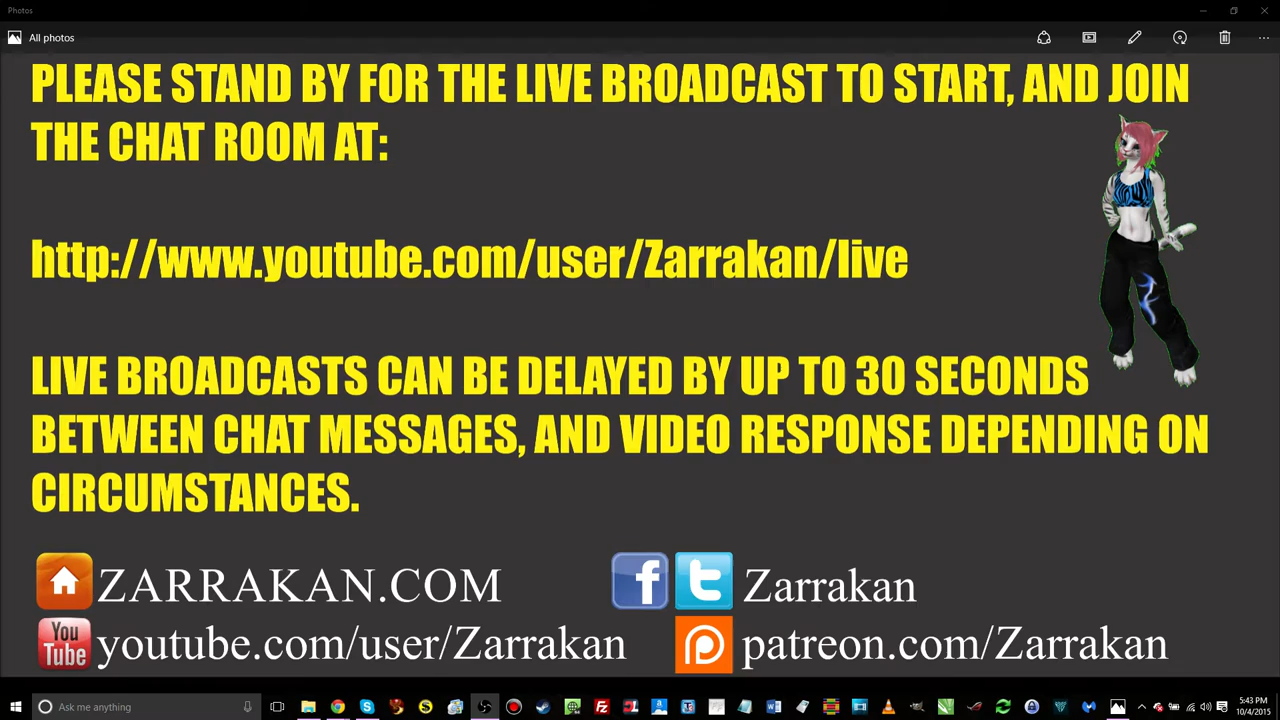 Photos
All photos
PLEASE STAND BY FOR THE LIVE BROADCAST TO START, AND JOIN
THE CHAT ROOM AT:
http://www.youtube.com/user/Zarrakan/live
LIVE BROADCASTS CAN BE DELAYED BY UP TO 30 SECONDS
BETWEEN CHAT MESSAGES, AND VIDEO RESPONSE DEPENDING ON
CIRCUMSTANCES.
ZARRAKAN.COM
f t Zarrakan
You
Tube youtube.com/user/Zarrakan
patreon.com/Zarrakan
Ask me anything
5:43 PM
10/4/2015